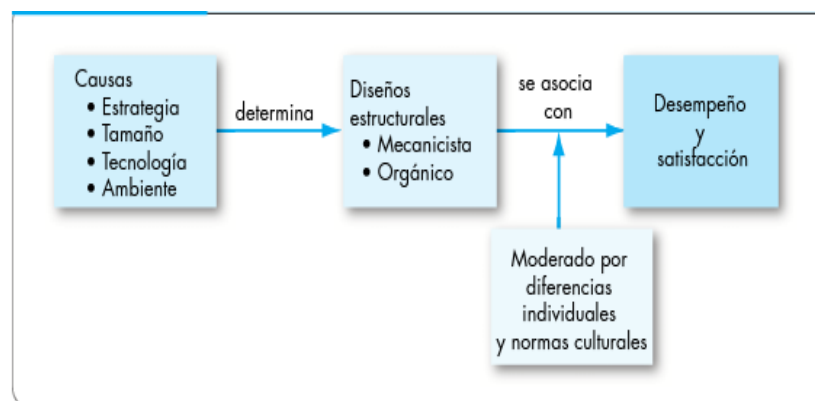 Causas
• Estrategia
• Tamaño
• Tecnología
• Ambiente
determina
Diseños
estructurales
• Mecanicista
• Orgánico
se asocia
con
Desempeño
y
satisfacción
Moderado por
diferencias
individuales
y normas culturales